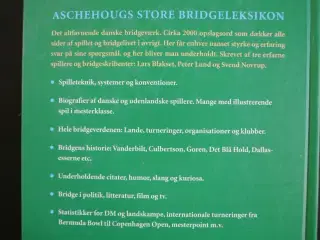 ASCHEHOUGS STORE BRIDGELEKSIKON
Det altfavnende danske bridgeværk. Cirka 2000 opslagsord som dækker alle
sider af spillet og bridgelivet i øvrigt. Her får enhver uanset styrke og erfaring
svar på sine spørgsmål, og her bliver man underholdt. Skrevet af tre erfarne
spillere og bridgeskribenter: Lars Blakset, Peter Lund og Svend Novrup.
Spilleteknik, systemer og konventioner.
Biografier af danske og udenlandske spillere. Mange med illustrerende
spil i mesterklasse.
Hele bridgeverdenen: Lande, turneringer, organisationer og klubber.
Bridgens historie: Vanderbilt, Culbertson, Goren, Det Blå Hold, Dallas-
esserne etc.
Underholdende citater, humor, slang og kuriosa.
Bridge i politik, litteratur, film og tv.
Statistikker for DM og landskampe, internationale turneringer fra
Bermuda Bowl til Copenhagen Open, mesterpoint m.v.